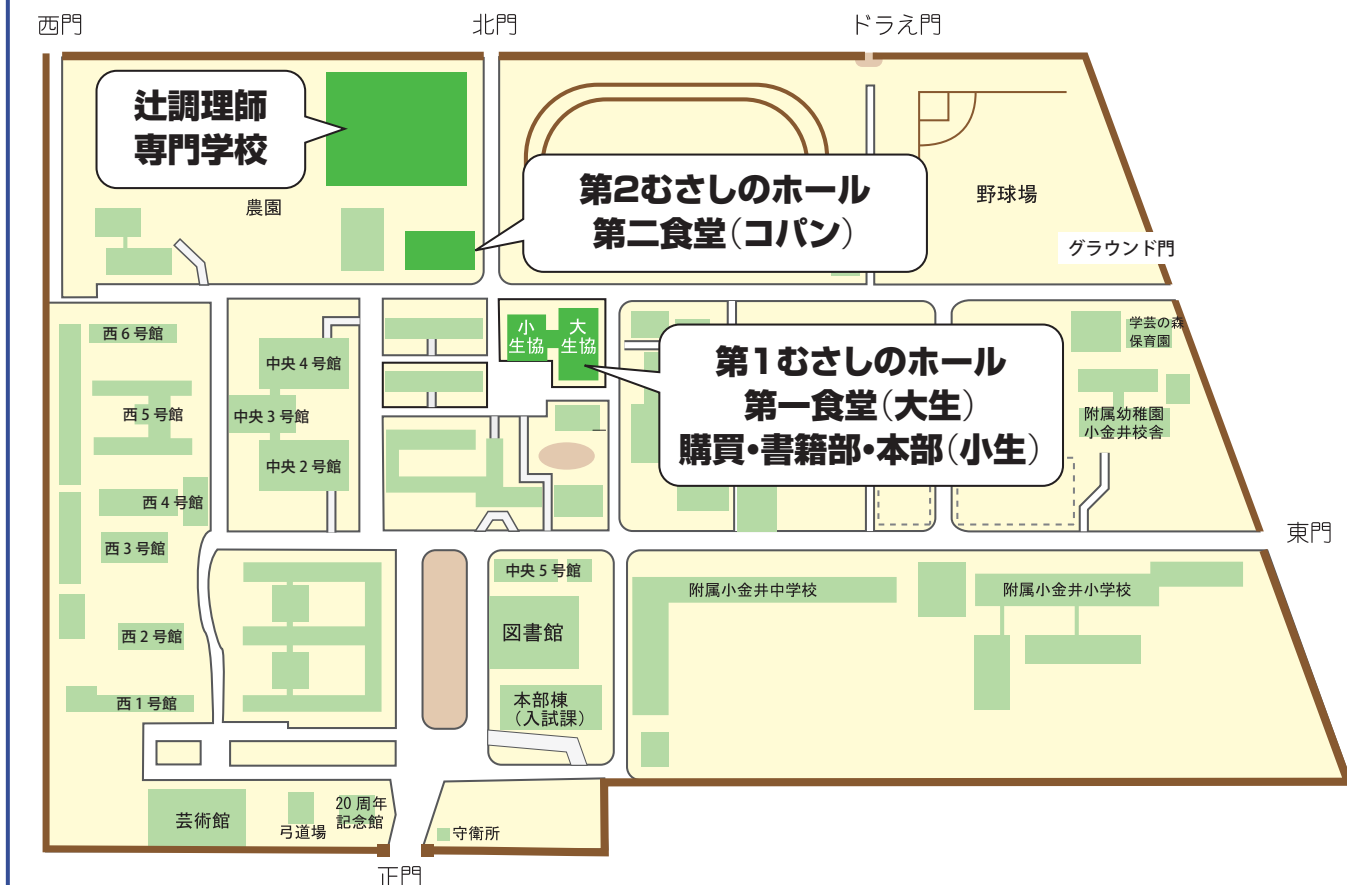 西門
北門
ドラえ門
辻調理師
専門学校
農園
第2むさしのホール
第二食堂（コパン）
野球場
グラウンド門
小
生協
大
生協
第1むさしのホール
第一食堂（大生）
購買・書籍部・本部（小生）
学芸の森
保育園
附属幼稚園
小金井校舎
西６号館
西５号館
西４号館
西３号館
西２号館
西１号館
中央４号館
中央３号館
中央２号館
東門
中央５号館
図書館
本部棟
（入試課）
附属小金井中学校
附属小金井小学校
芸術館
弓道場
20 周年
記念館
守衛所
正門